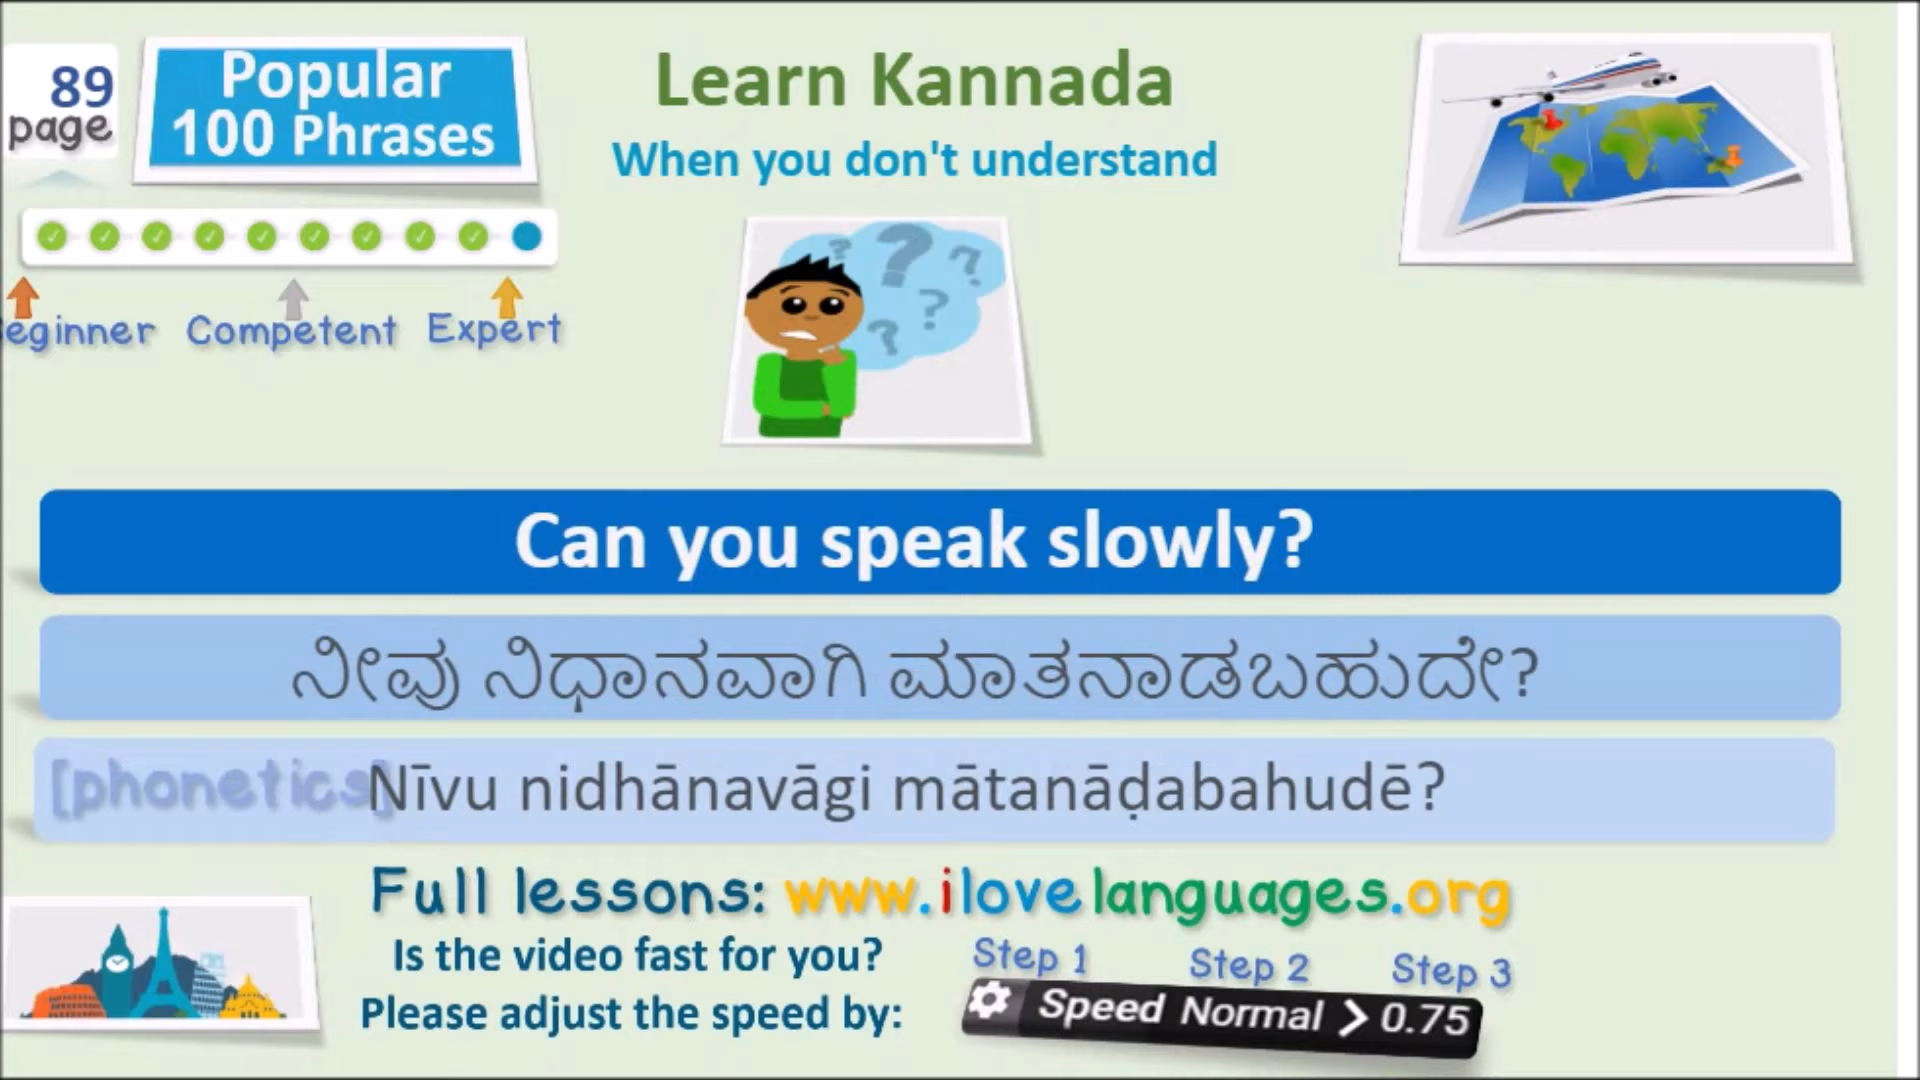 89
page
Popular
100 Phrases
Learn Kannada
When you don't understand
eginner Competent Expert
Can you speak slowly?
ನೀವು ನಿಧಾನವಾಗಿ ಮಾತನಾಡಬಹುದೇ?
[phonetics] Nīvu nidhānavāgi mātanāḍabahudē?
Full lessons: www.ilovelanguages.org
Is the video fast for you?
Please adjust the speed by:
Step 1 Step 2 Step 3
Speed Normal > 0.75